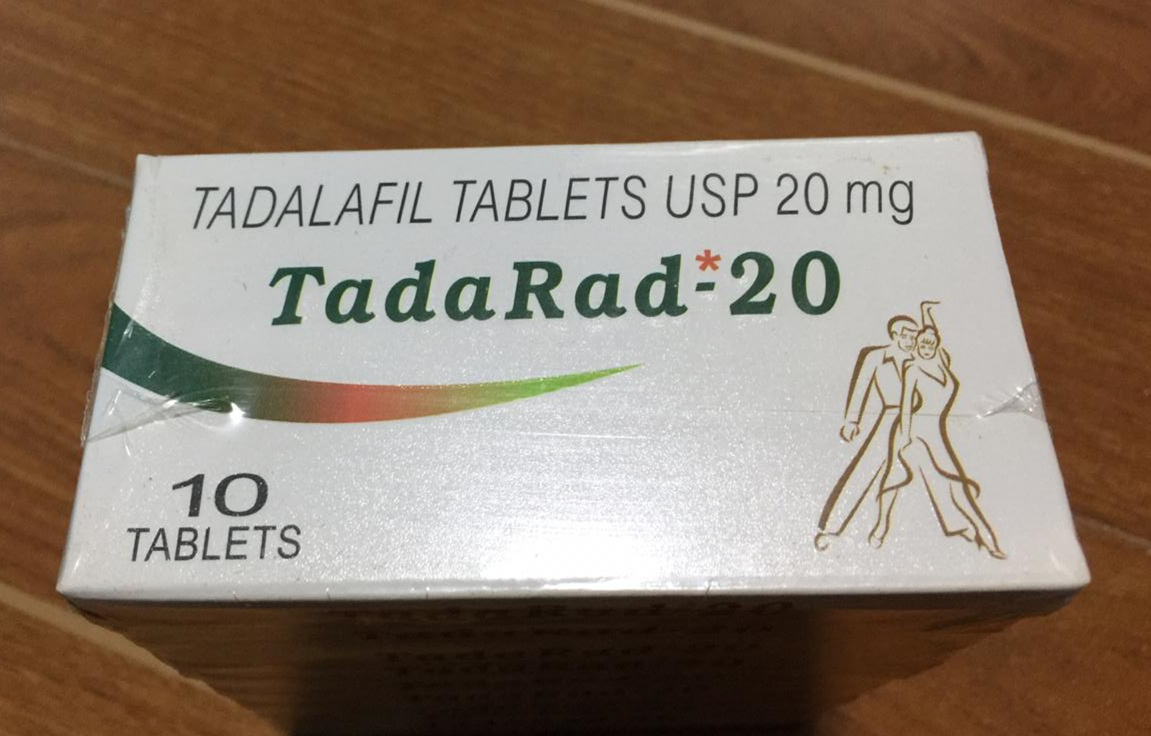 TADALAFIL TABLETS USP 20 mg
TadaRad*-20
10
TABLETS